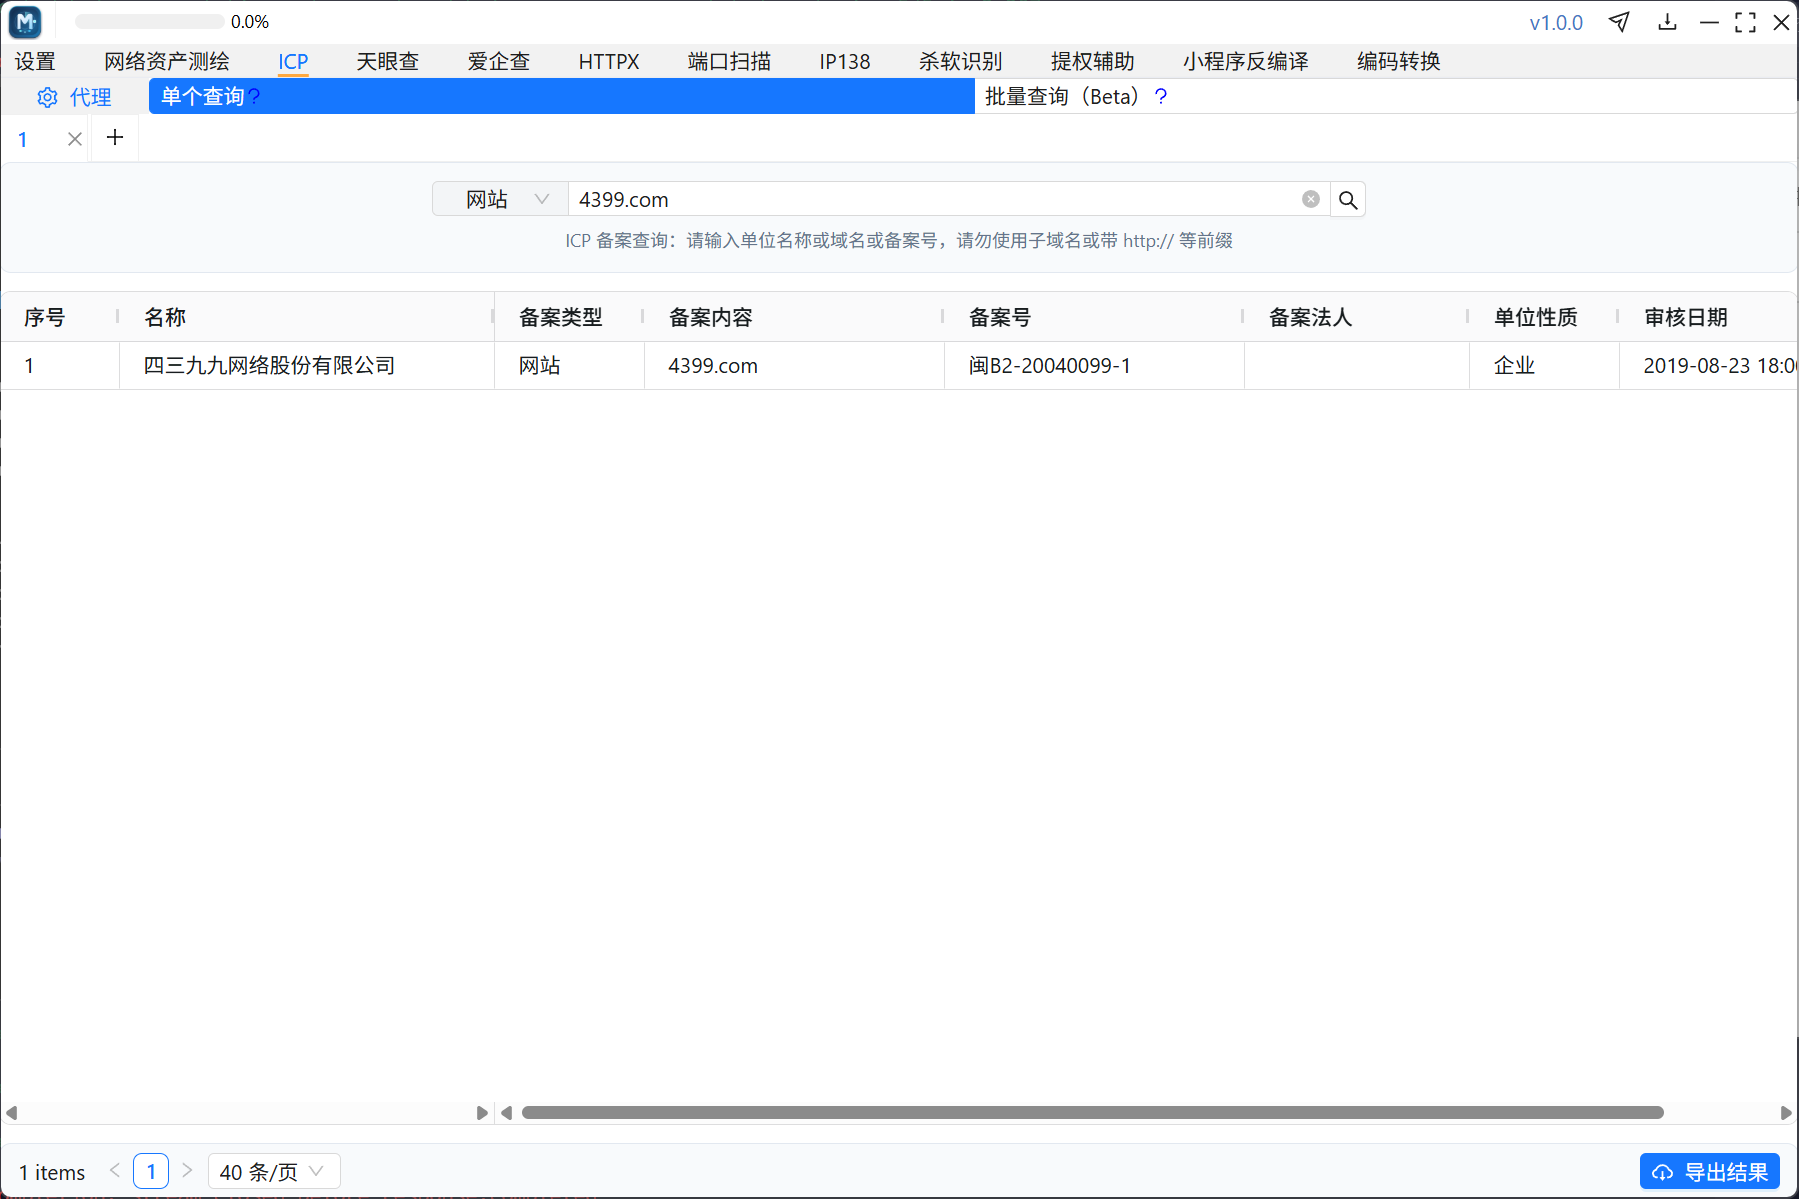 M
0.0%
v1.0.0
设置 网络资产测绘 ICP 天眼查 爱企查 HTTPX 端口扫描 IP138 杀软识别 提权辅助 小程序反编译 编码转换
代理 单个查询? 批量查询（Beta）?
1
网站 4399.com
ICP 备案查询：请输入单位名称或域名或备案号，请勿使用子域名或带 http:// 等前缀
序号 名称 备案类型 备案内容 备案号 备案法人 单位性质 审核日期
1 四三九九网络股份有限公司 网站 4399.com 闽B2-20040099-1 企业 2019-08-23 18:0
1 items 1 40 条/页 导出结果